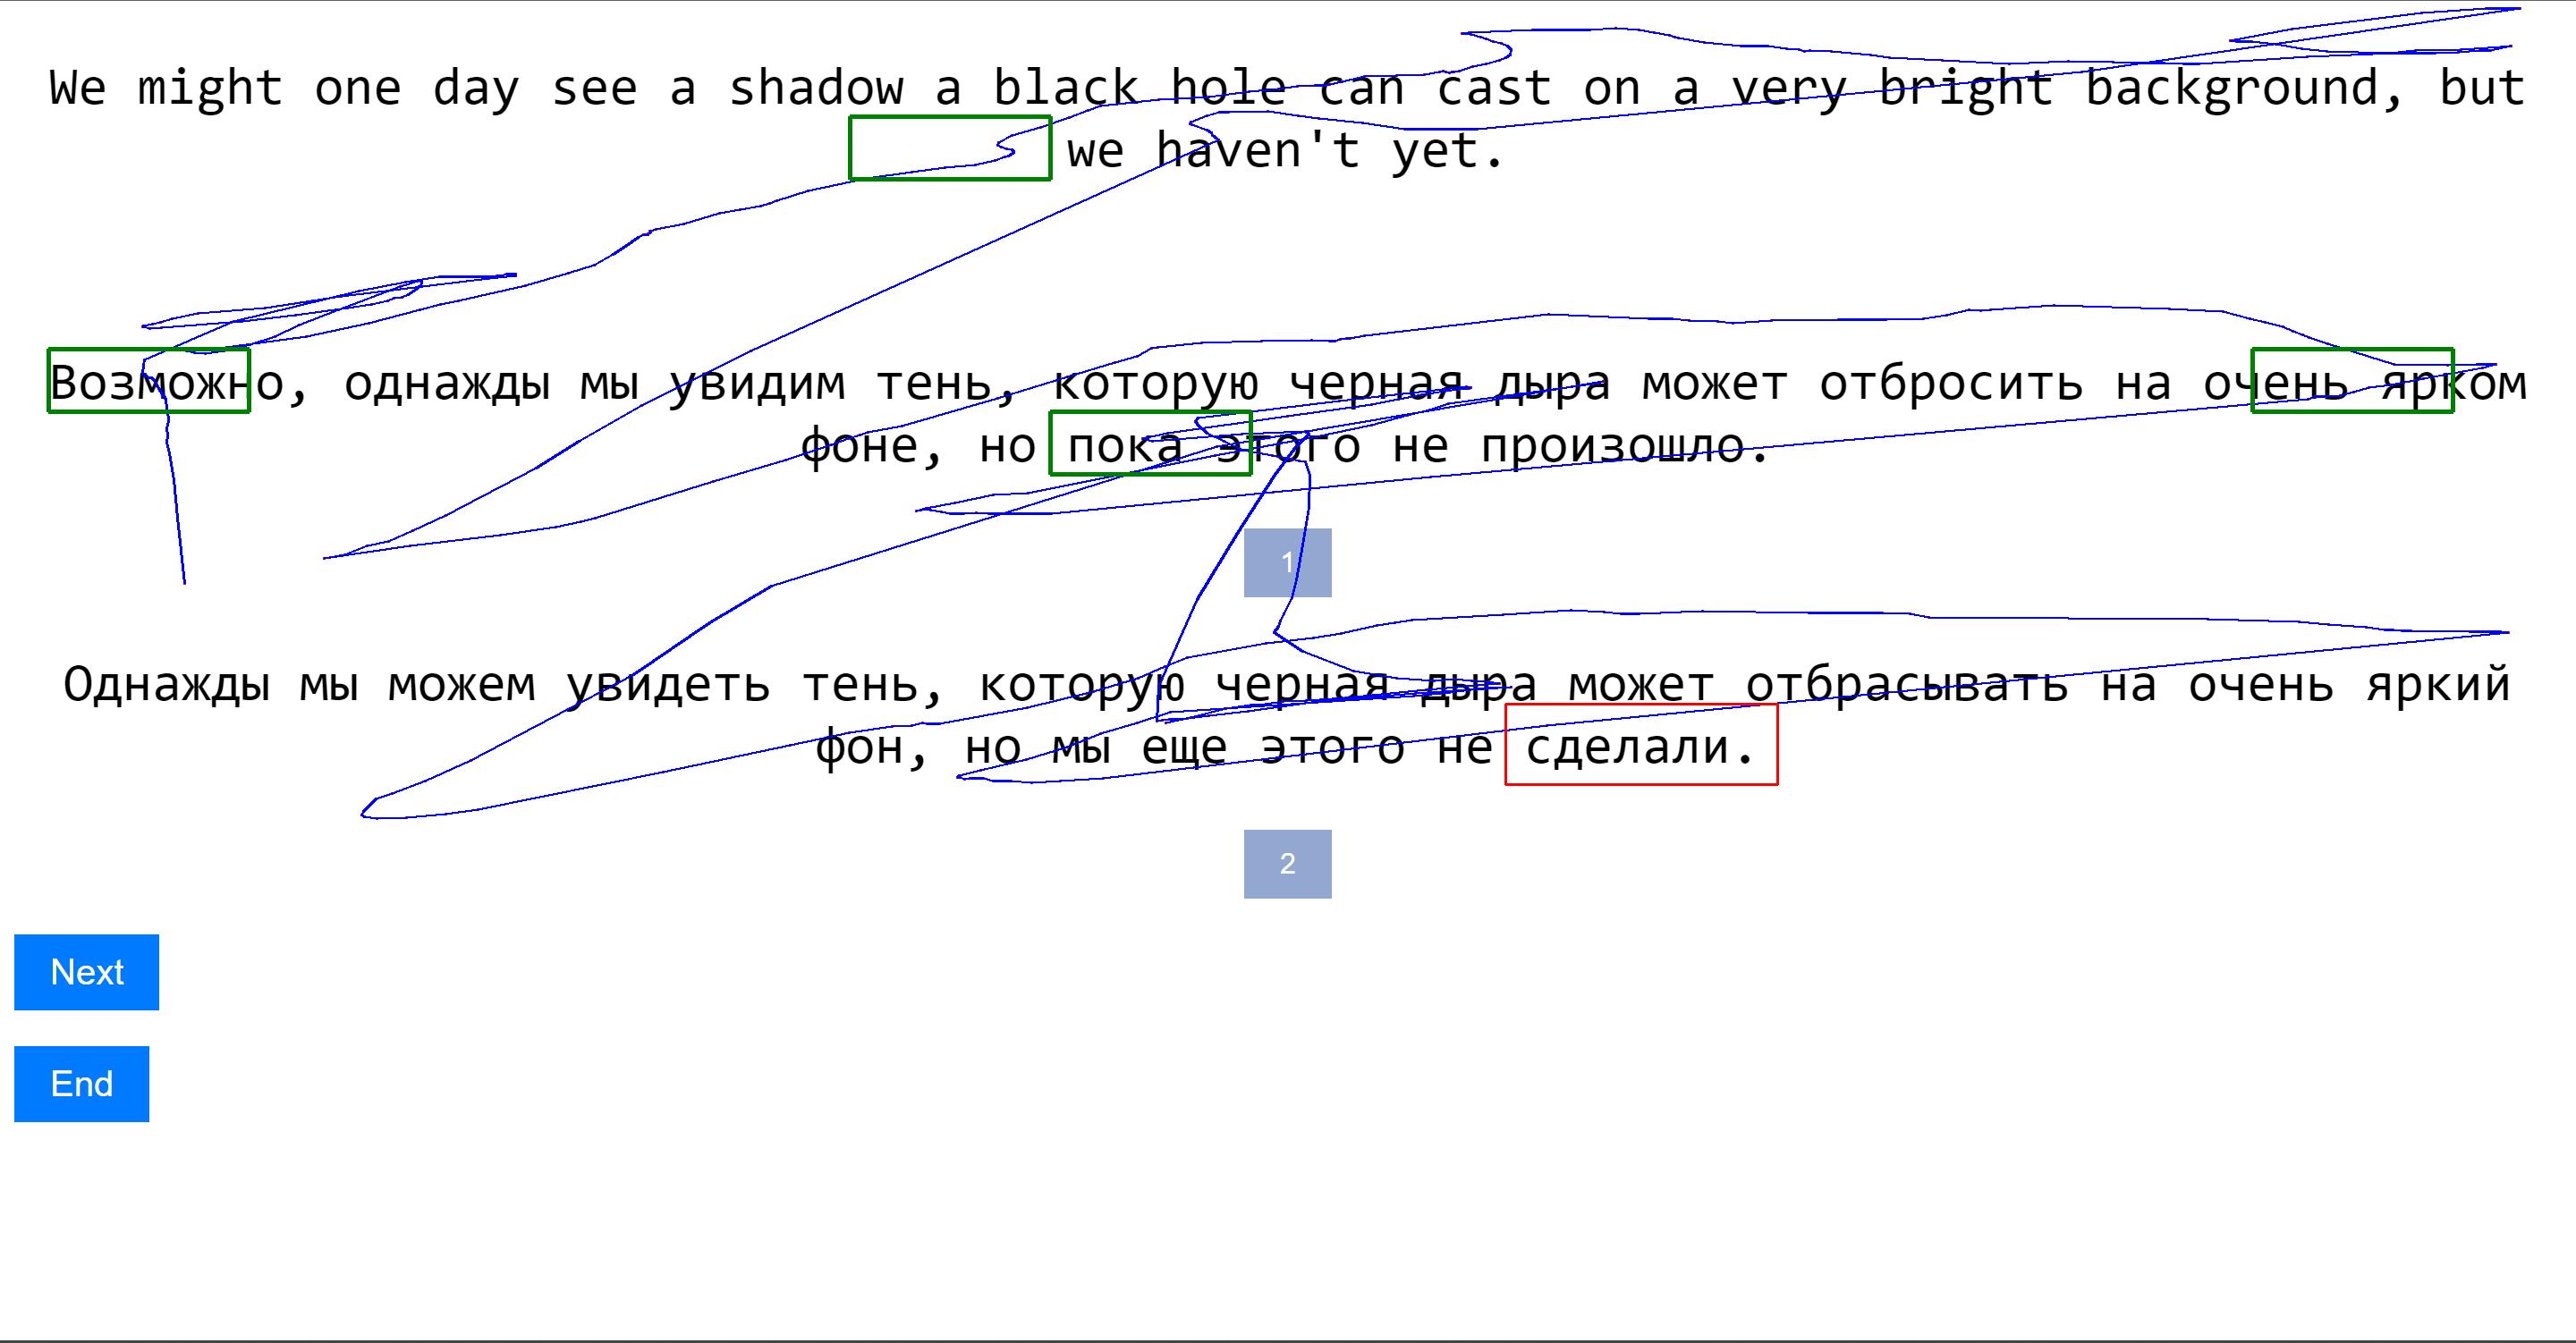 We might one day see a shadow a black hole can cast on a very bright background, but
we haven't yet.
Возможно, однажды мы увидим тень, которую черная дыра может отбросить на очень ярком
фоне, но пока этого не произошло.
1
Однажды мы можем увидеть тень, которую черная дыра может отбрасывать на очень яркий
фон, но мы еще этого не сделали.
2
Next
End